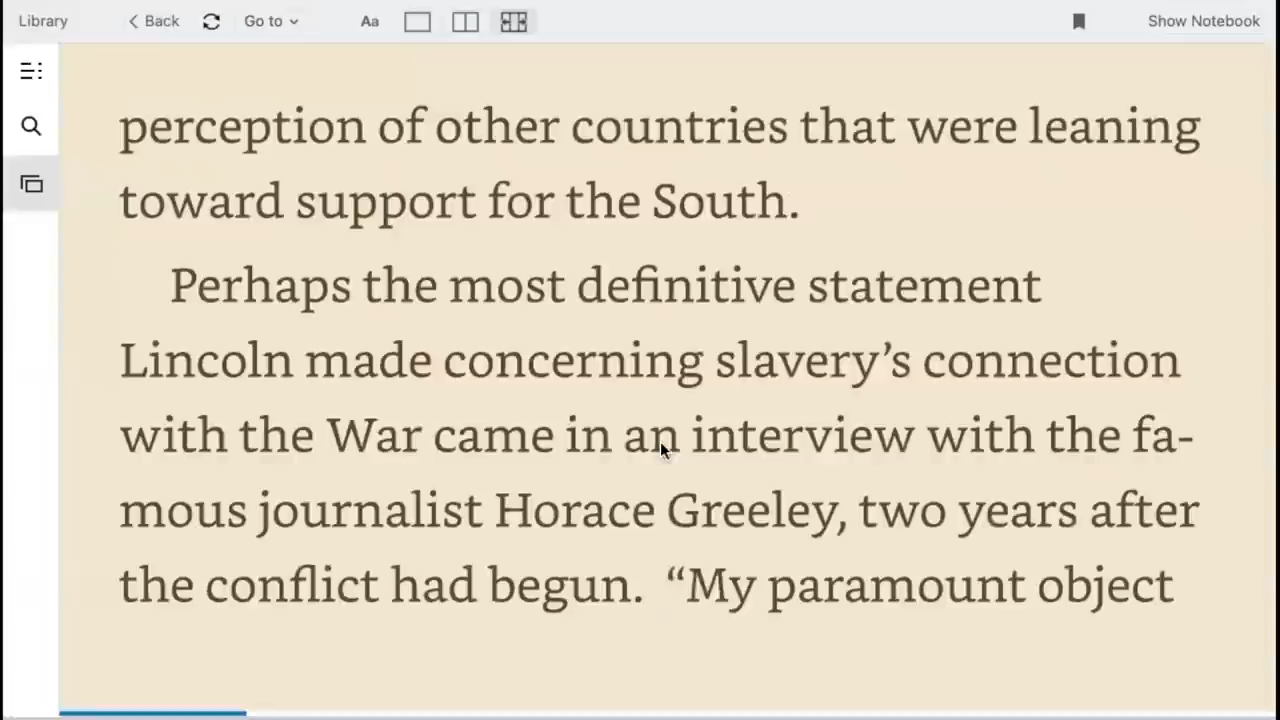 Library
Back
Go to
Aa
Show Notebook
perception of other countries that were leaning
toward support for the South.
Perhaps the most definitive statement
Lincoln made concerning slavery’s connection
with the War came in an interview with the fa-
mous journalist Horace Greeley, two years after
the conflict had begun. “My paramount object